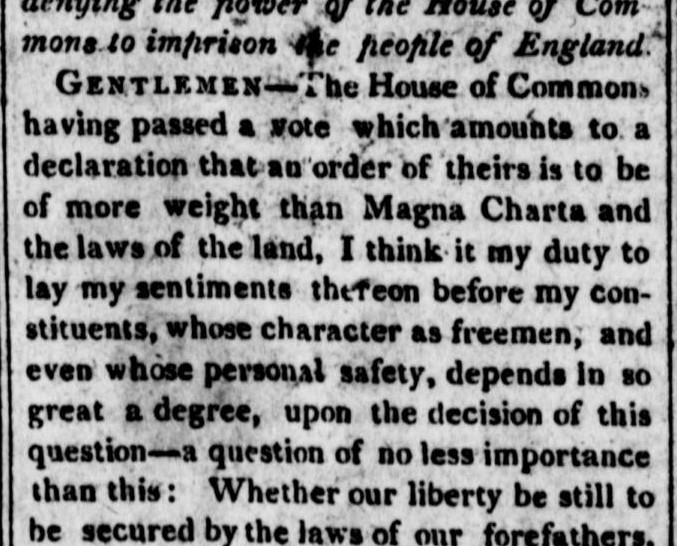 denying the power of the House of Com-
mons to imprison the people of England.
GENTLEMEN—The House of Commons
having passed a vote which amounts to a
declaration that an order of theirs is to be
of more weight than Magna Charta and
the laws of the land, I think it my duty to
lay my sentiments thereon before my con-
stituents, whose character as freemen, and
even whose personal safety, depends in so
great a degree, upon the decision of this
question—a question of no less importance
than this: Whether our liberty be still to
be secured by the laws of our forefathers,